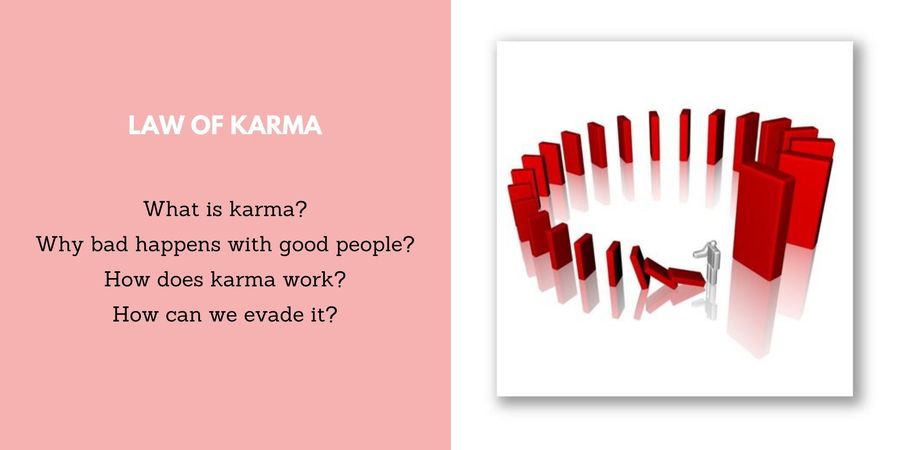 LAW OF KARMA
What is karma?
Why bad happens with good people?
How does karma work?
How can we evade it?